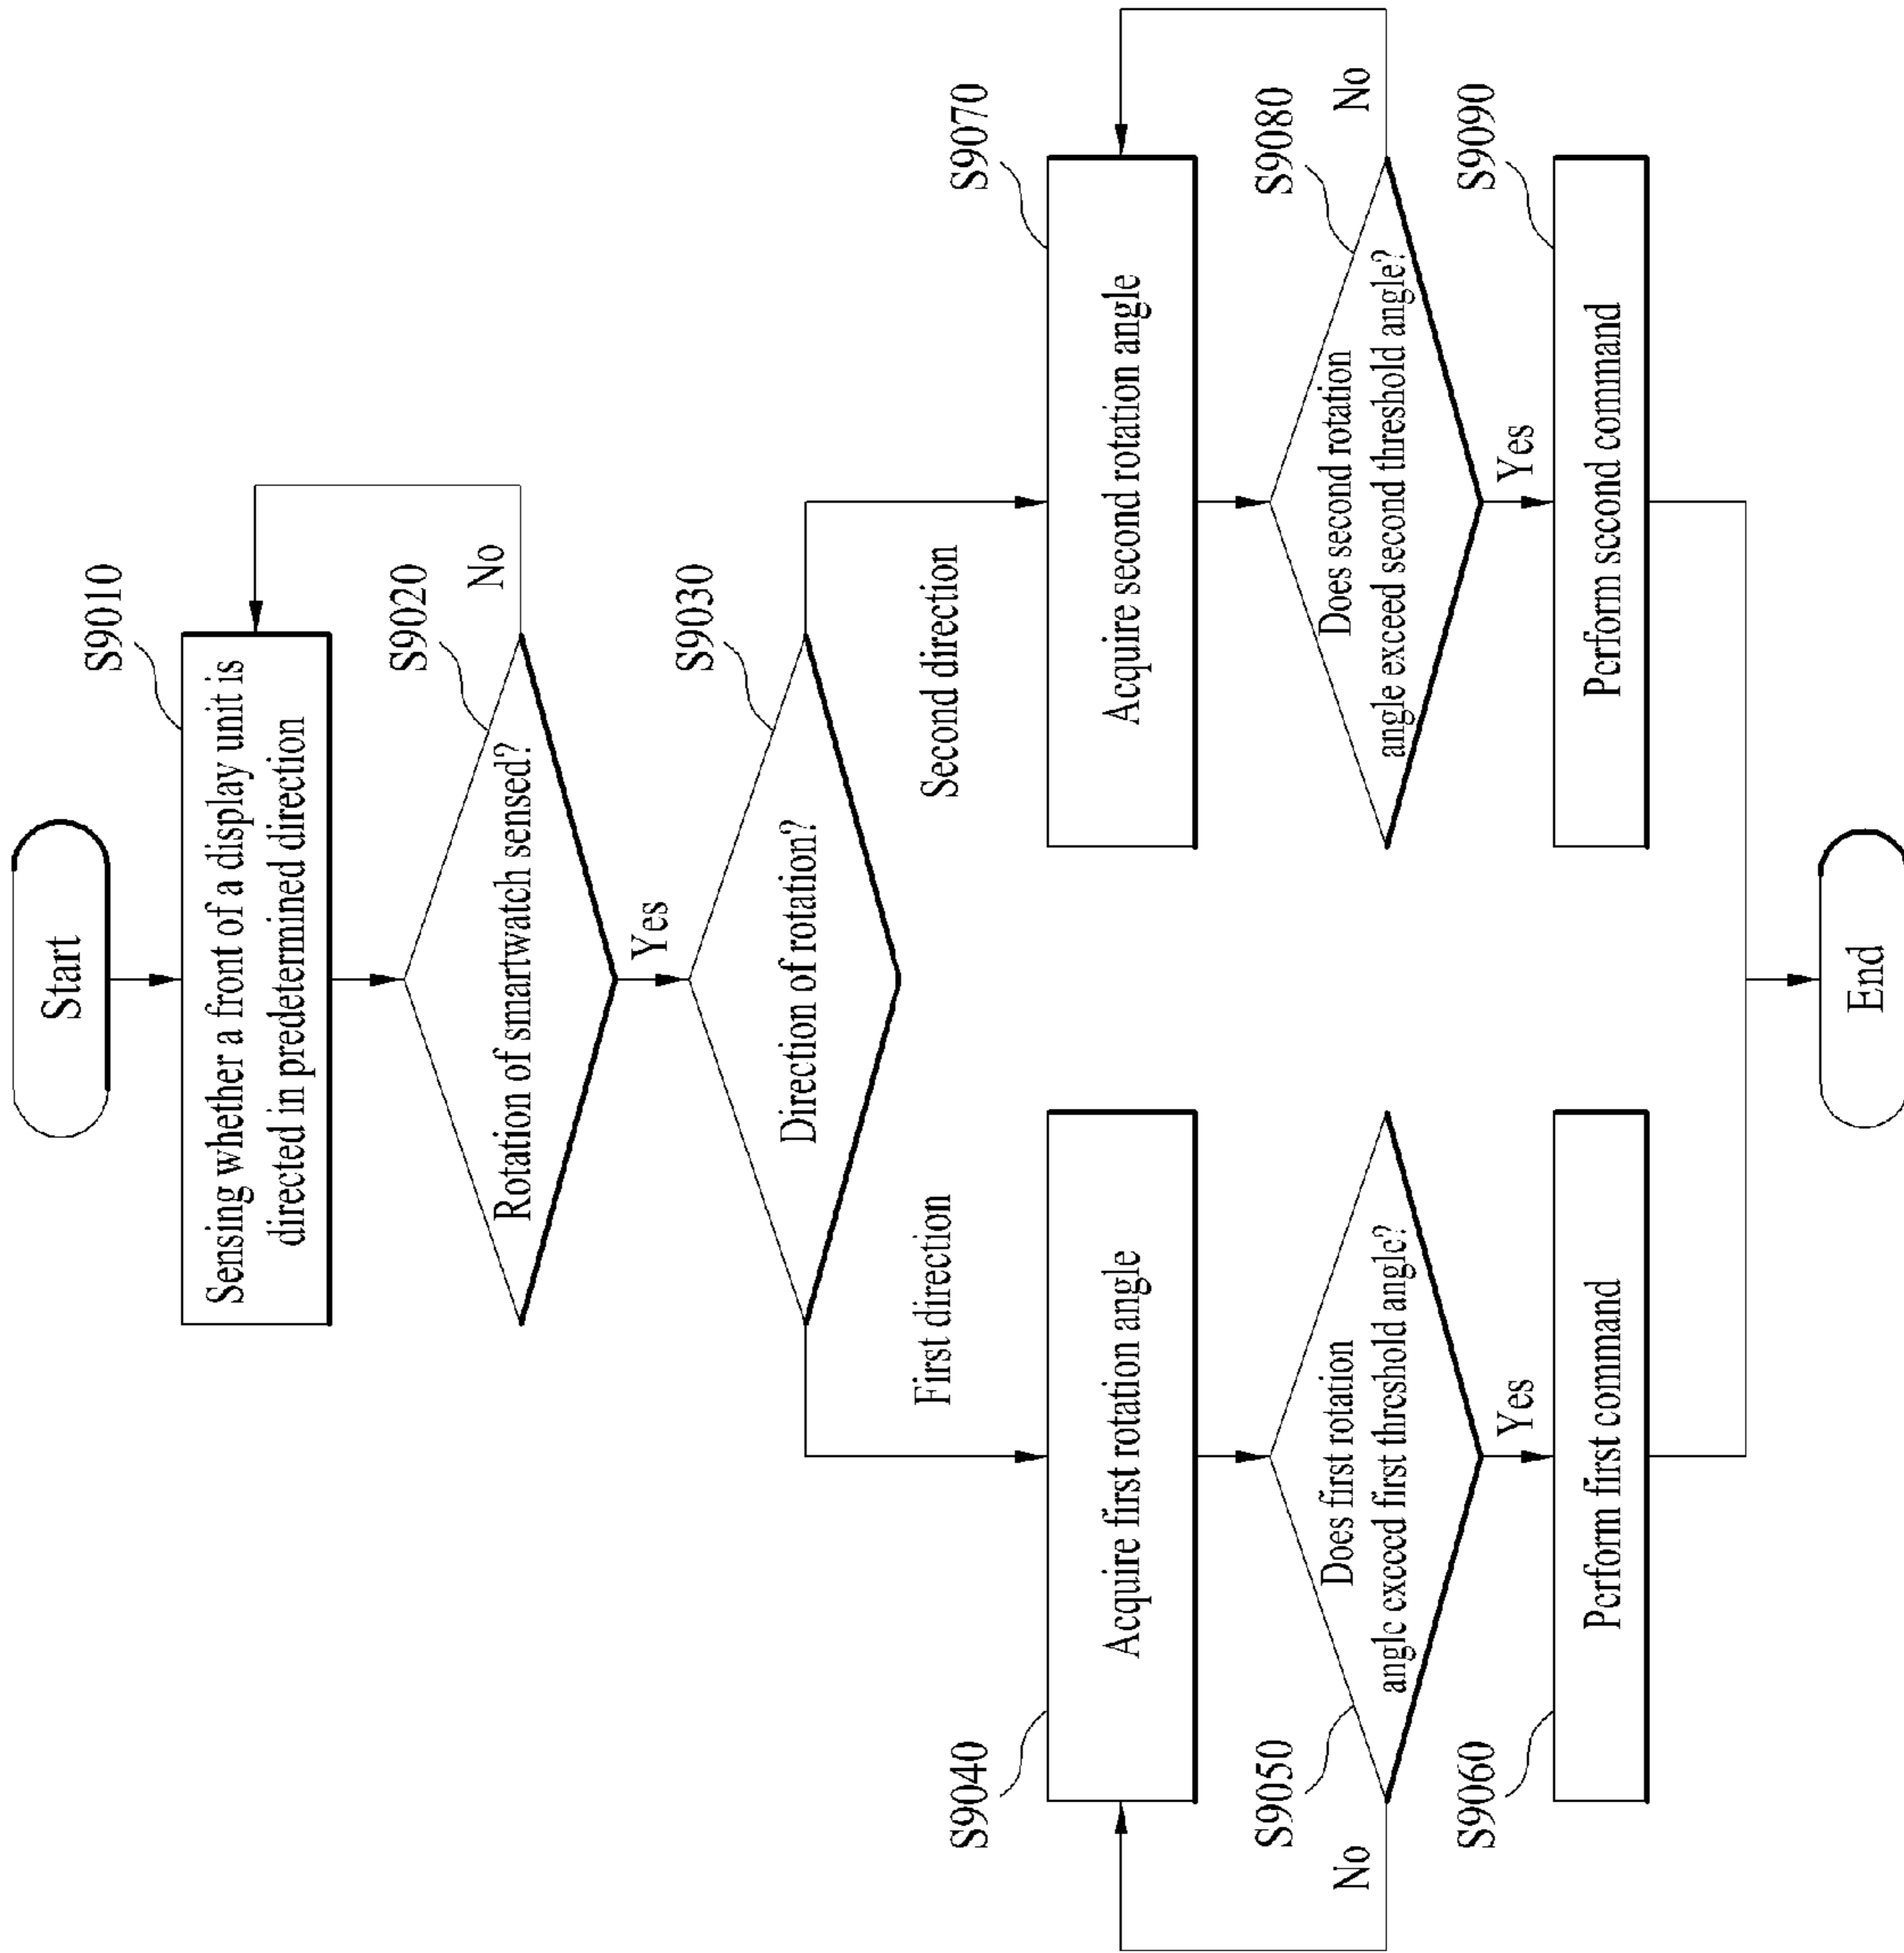 Start
S9010
Sensing whether a front of a display unit is
directed in predetermined direction
S9020
Rotation of smartwatch sensed?
No
Yes
S9030
Direction of rotation?
First direction
Second direction
S9040
Acquire first rotation angle
S9070
Acquire second rotation angle
S9050
Does first rotation
angle exceed first threshold angle?
No
Yes
S9080
Does second rotation
angle exceed second threshold angle?
No
Yes
S9060
Perform first command
S9090
Perform second command
End